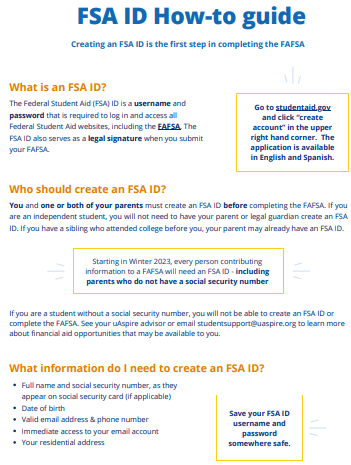 FSA ID How-to guide
Creating an FSA ID is the first step in completing the FAFSA
What is an FSA ID?
The Federal Student Aid (FSA) ID is a username and
password that is required to log in and access all
Federal Student Aid websites, including the FAFSA. The
FSA ID also serves as a legal signature when you submit
your FAFSA.
Go to studentaid.gov
and click "create
account" in the upper
right hand corner. The
application is available
in English and Spanish.
Who should create an FSA ID?
You and one or both of your parents must create an FSA ID before completing the FAFSA. If you
are an independent student, you will not need to have your parent or legal guardian create an FSA
ID. If you have a sibling who attended college before you, your parent may already have an FSA ID.
Starting in Winter 2023, every person contributing
information to a FAFSA will need an FSA ID - including
parents who do not have a social security number
If you are a student without a social security number, you will not be able to create an FSA ID or
complete the FAFSA. See your uAspire advisor or email studentsupport@uaspire.org to learn more
about financial aid opportunities that may be available to you.
What information do I need to create an FSA ID?
• Full name and social security number, as they
appear on social security card (if applicable)
• Date of birth
• Valid email address & phone number
• Immediate access to your email account
• Your residential address
Save your FSA ID
username and
password
somewhere safe.